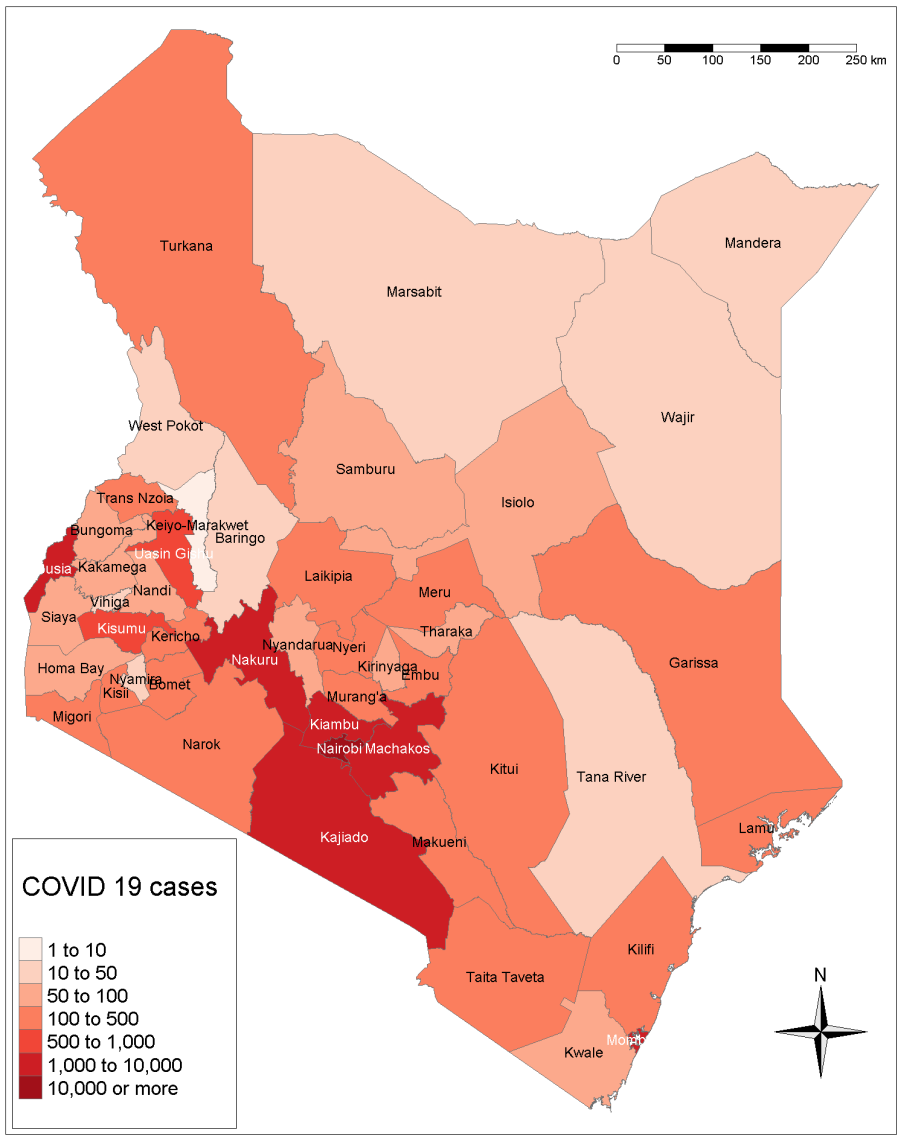 0 50 100 150 200 250 km
Turkana
Mandera
Marsabit
Wajir
West Pokot
Samburu
Isiolo
Trans Nzoia
Keiyo-Marakwet
Bungoma
Baringo
Uasin Gishu
Kakamega
usia
Laikipia
Nandi
Meru
Vihiga
Siaya
Kisumu
Tharaka
Kericho
Nyandarua
Nyeri
Nakuru
Garissa
Homa Bay
Kirinyaga
Embu
Nyamira
Bomet
Kisii
Murang'a
Migori
Kiambu
Narok
Nairobi
Machakos
Kitui
Tana River
Lamu
Kajiado
Makueni
COVID 19 cases
1 to 10
10 to 50
50 to 100
100 to 500
500 to 1,000
1,000 to 10,000
10,000 or more
Kilifi
Taita Taveta
N
Momb
Kwale